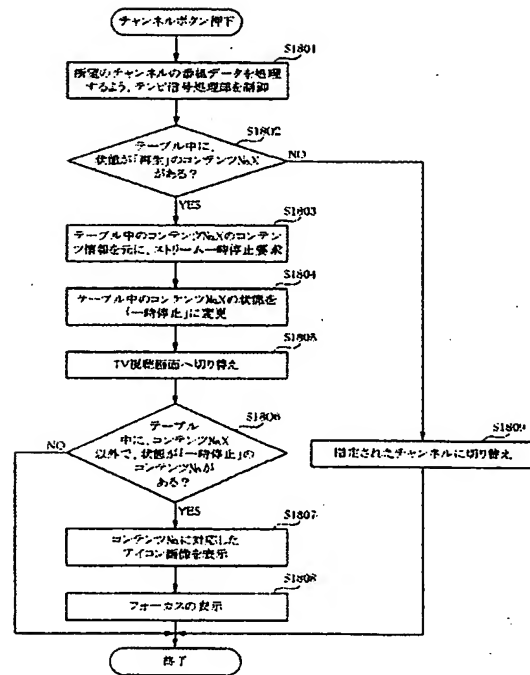 チャンネルボタン押下
S1801
所望のチャンネルの番組データを処理
するよう、テレビ信号処理部を制御
S1802
テーブル中に、
状態が「再生」のコンテンツNo.X
がある?
NO
YES
S1803
テーブル中のコンテンツNo.Xのコンテン
ツ情報を元に、ストリーム一時停止要求
S1804
テーブル中のコンテンツNo.Xの状態を
「一時停止」に変更
S1805
TV視聴画面へ切り替え
S1806
テーブル
中に、コンテンツNo.X
以外で、状態が「一時停止」の
コンテンツNo.が
ある?
NO
YES
S1809
指定されたチャンネルに切り替え
S1807
コンテンツNo.に対応した
アイコン画像を表示
S1808
フォーカスの表示
終了